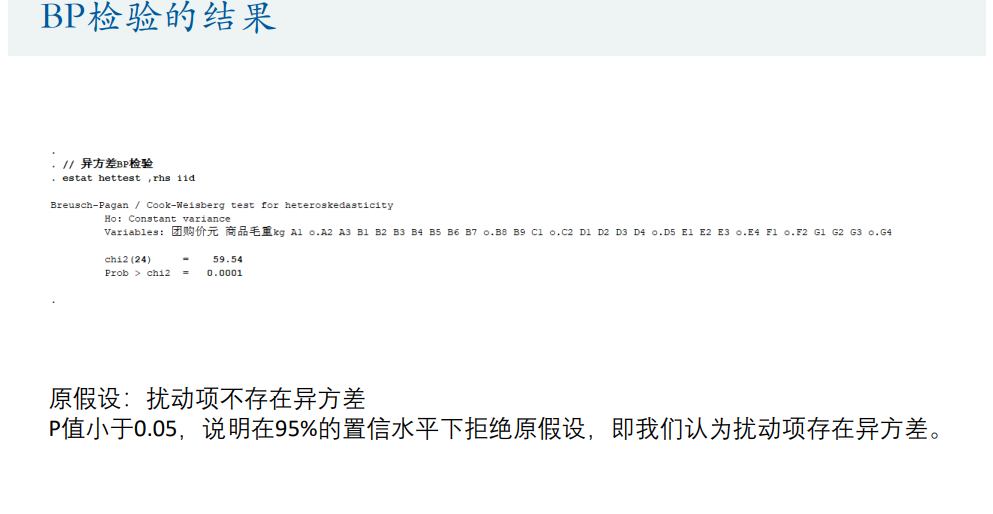 BP检验的结果
.
. // 异方差BP检验
. estat hettest ,rhs iid
Breusch-Pagan / Cook-Weisberg test for heteroskedasticity
Ho: Constant variance
Variables: 团购价元 商品毛重kg A1 o.A2 A3 B1 B2 B3 B4 B5 B6 B7 o.B8 B9 C1 o.C2 D1 D2 D3 D4 o.D5 E1 E2 E3 o.E4 F1 o.F2 G1 G2 G3 o.G4
chi2(24) = 59.54
Prob > chi2 = 0.0001
.
原假设：扰动项不存在异方差
P值小于0.05，说明在95%的置信水平下拒绝原假设，即我们认为扰动项存在异方差。